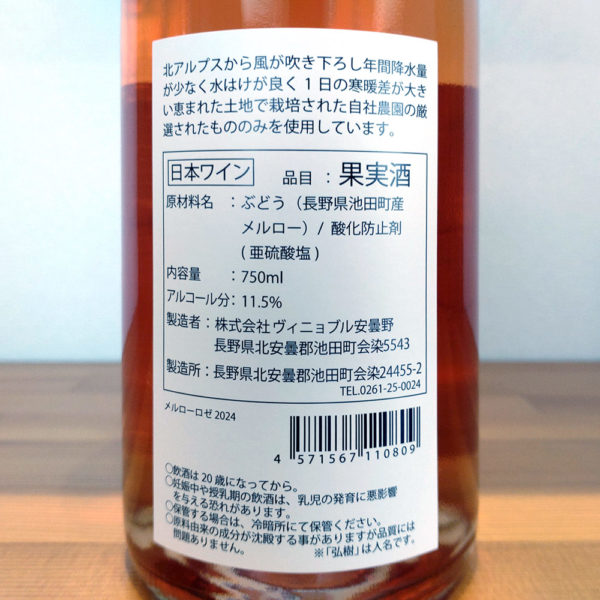 北アルプスから風が吹き下ろし年間降水量
が少なく水はけが良く1日の寒暖差が大き
い恵まれた土地で栽培された自社農園の厳
選されたもののみを使用しています。
日本ワイン 品目 ：果実酒
原材料名 ：ぶどう（長野県池田町産
メルロー）/ 酸化防止剤
( 亜硫酸塩 )
内容量 ：750ml
アルコール分：11.5%
製造者：株式会社ヴィニョブル安曇野
長野県北安曇郡池田町会染5543
製造所：長野県北安曇郡池田町会染24455-2
TEL.0261-25-0024
メルローロゼ 2024
4 571567 110809
○飲酒は20歳になってから。
○妊娠中や授乳期の飲酒は、乳児の発育に悪影響
を与える恐れがあります。
○保管する場合は、冷暗所にて保管ください。
○原料由来の成分が沈殿する事がありますが品質には
問題ありません。 ※「弘樹」は人名です。